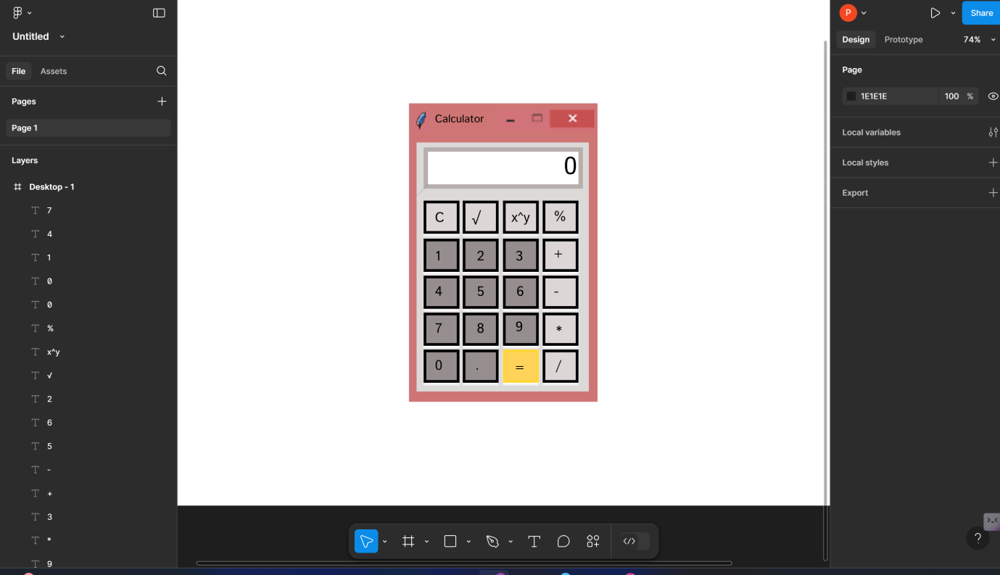 Untitled
File Assets
Pages
Page 1
Layers
Desktop - 1
7
4
1
0
0
%
x^y
√
2
6
5
-
+
3
*
9
Calculator
0
C √ x^y %
1 2 3 +
4 5 6 -
7 8 9 *
0 . = /
P
Share
Design Prototype 74%
Page
1E1E1E 100 %
Local variables
Local styles
Export
?